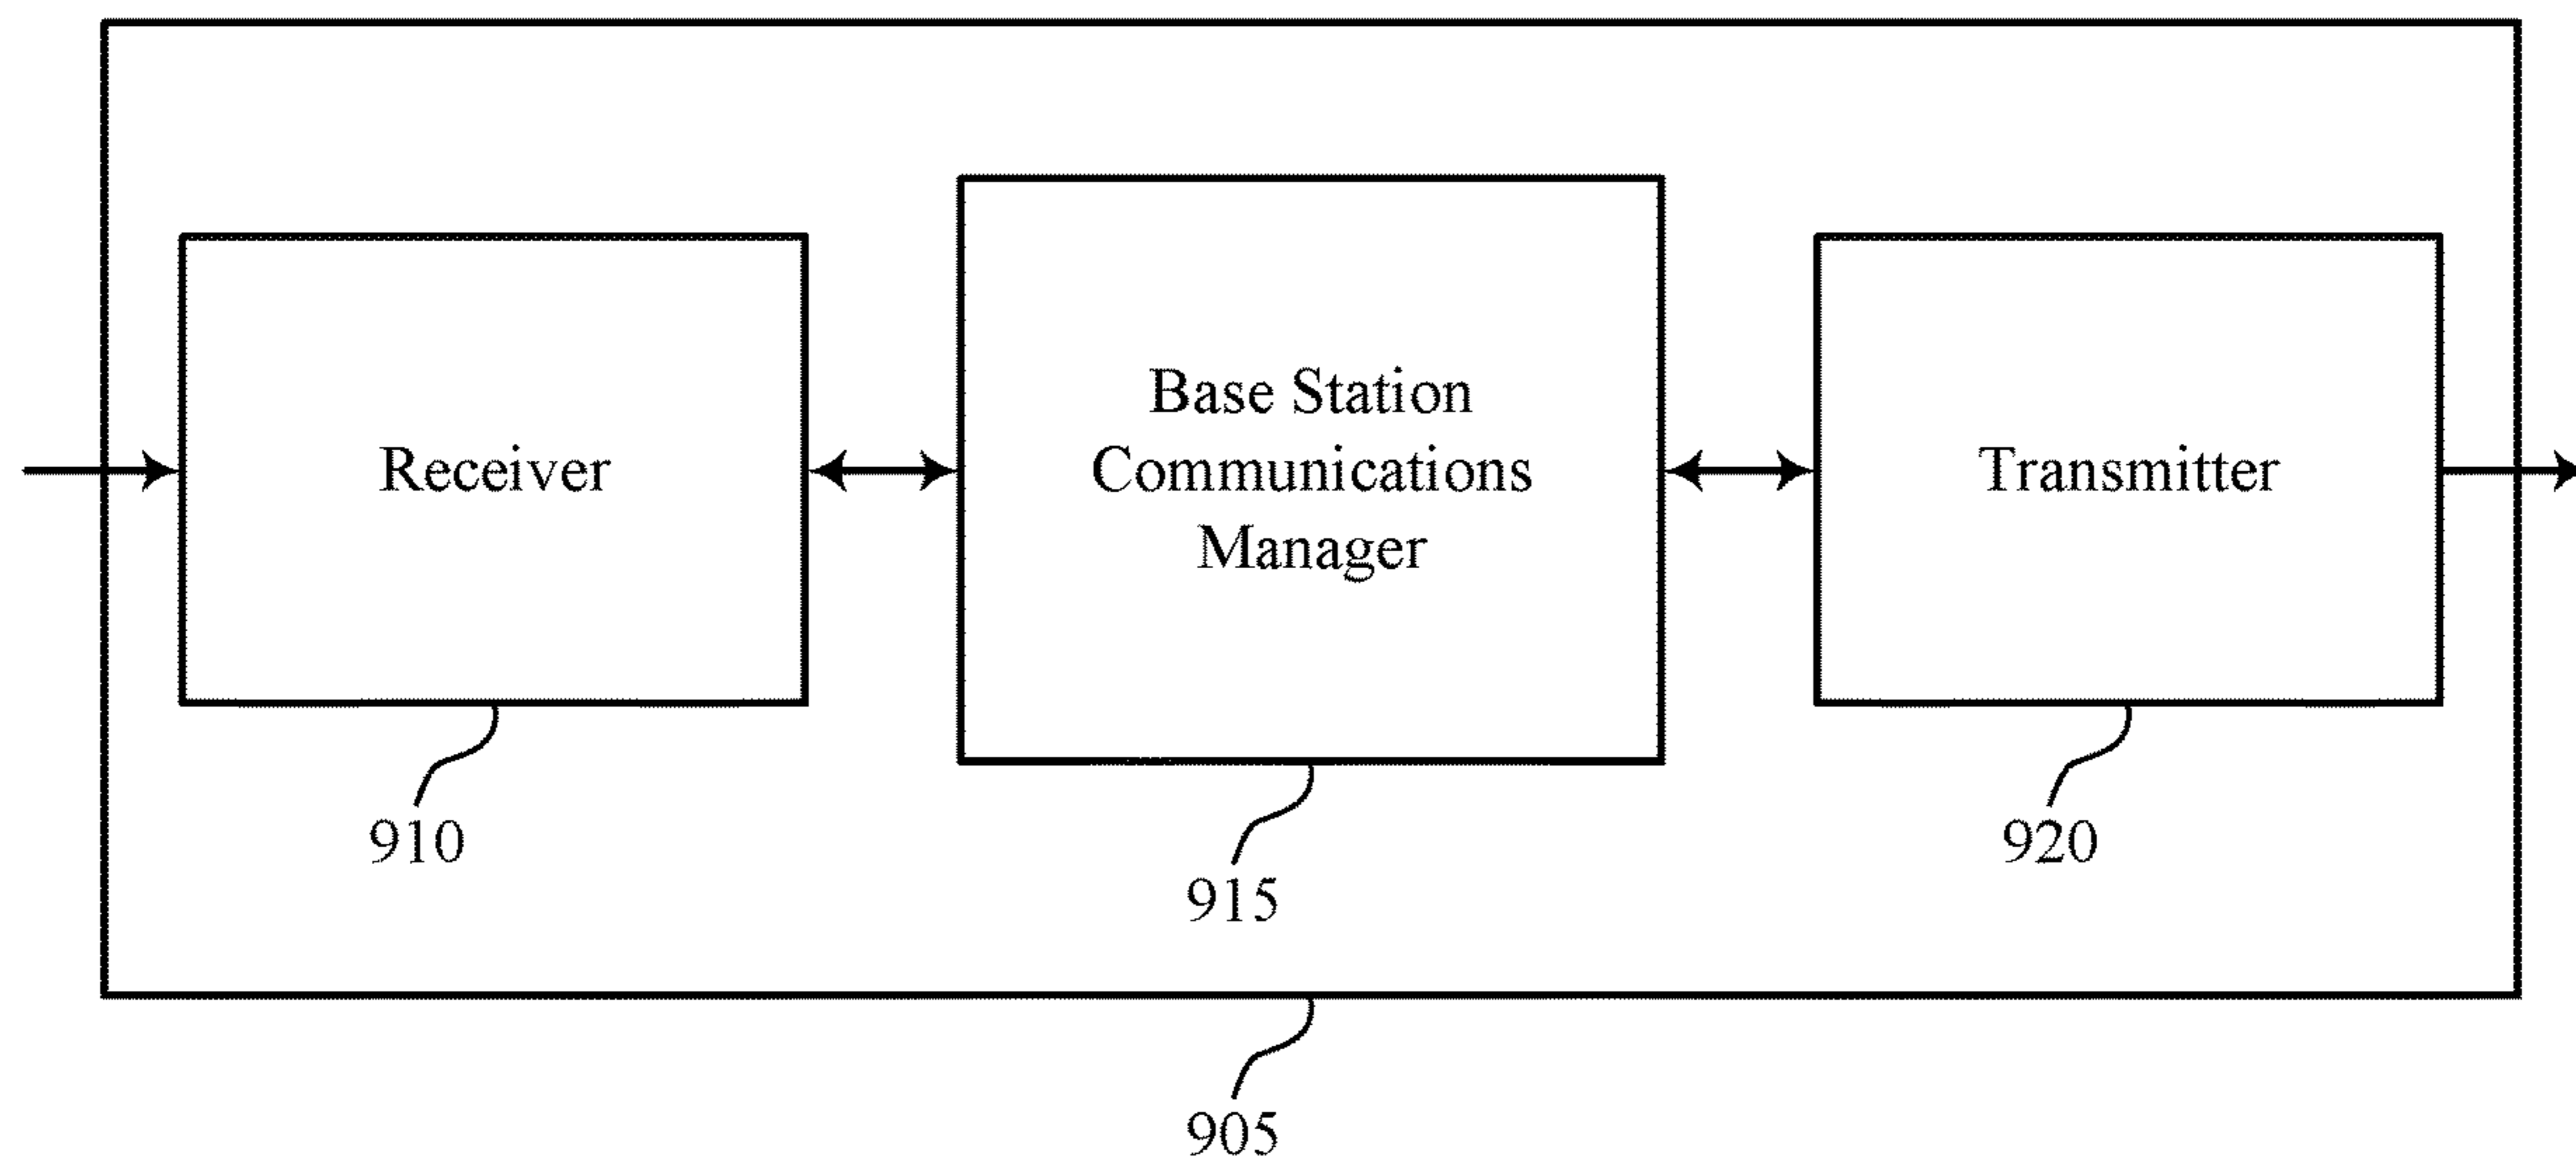 Receiver
Base Station
Communications
Manager
Transmitter
910
915
920
905